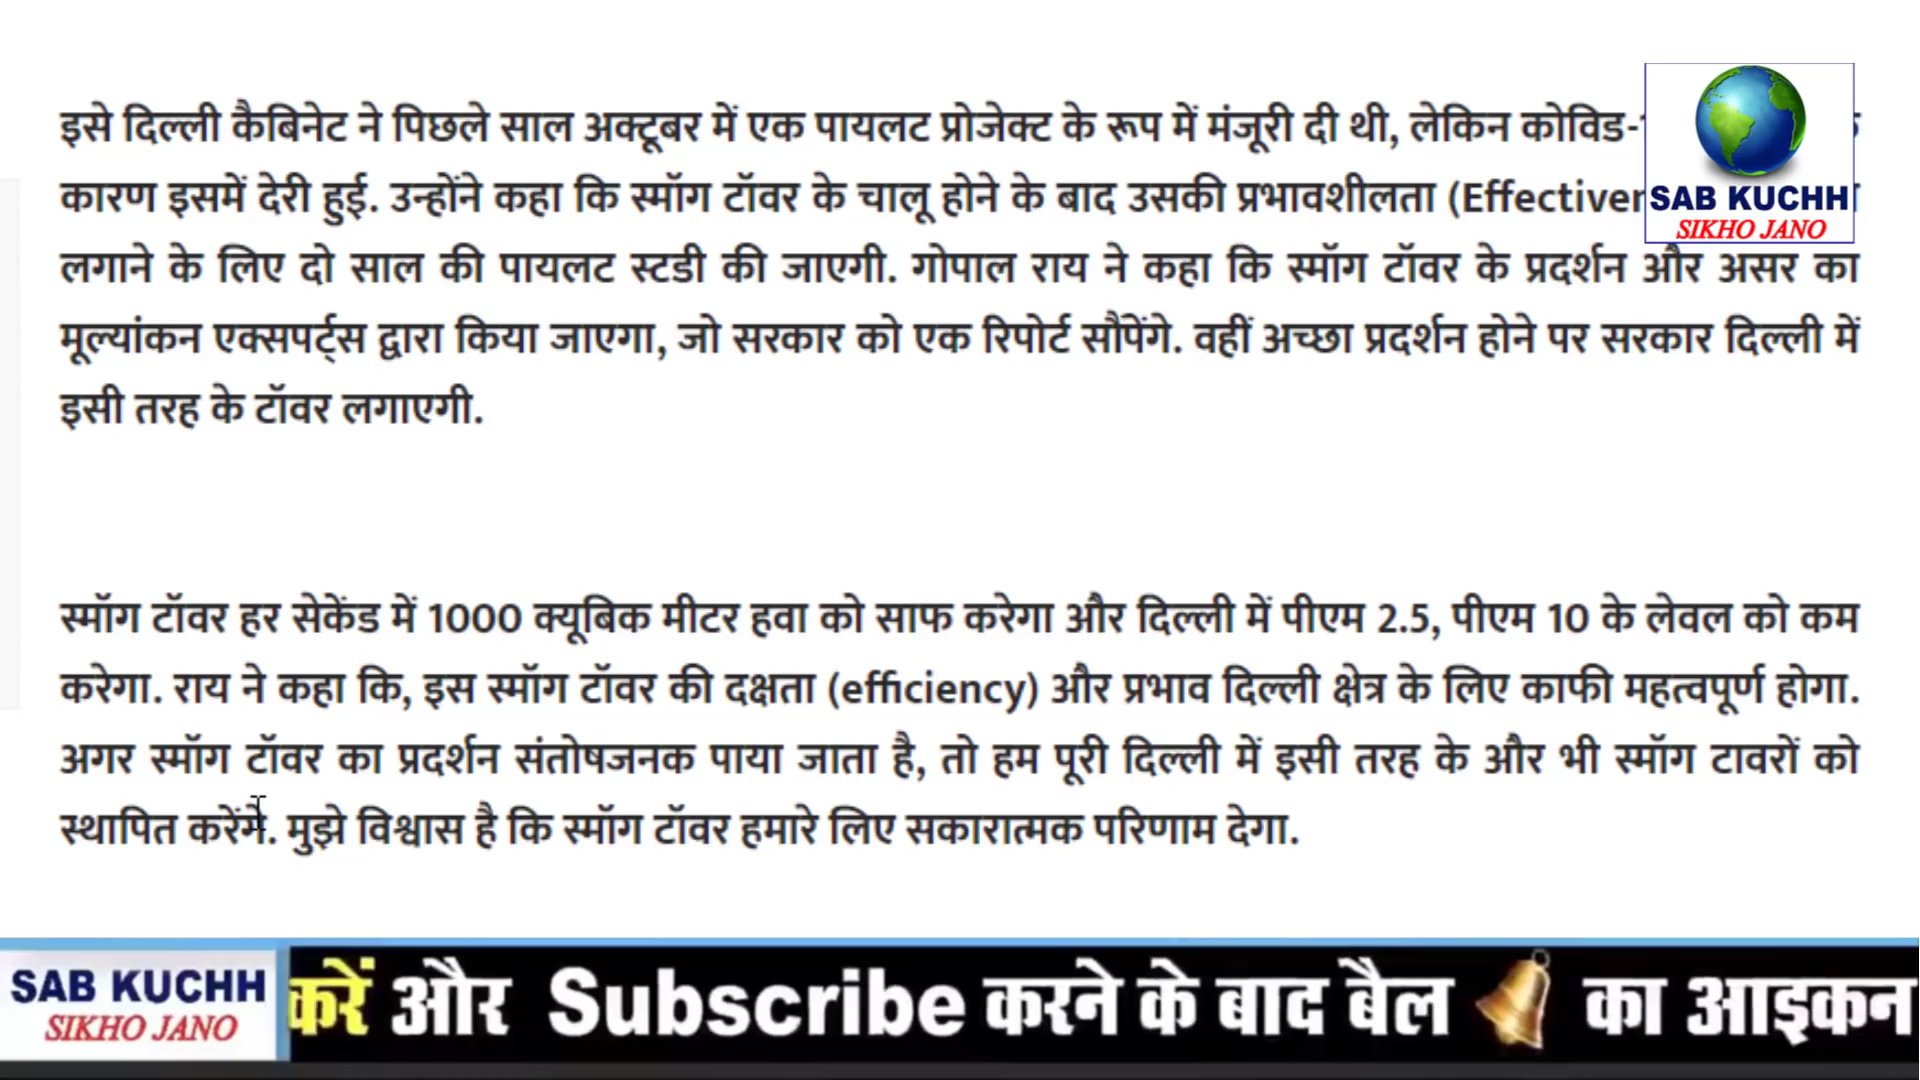 इसे दिल्ली कैबिनेट ने पिछले साल अक्टूबर में एक पायलट प्रोजेक्ट के रूप में मंजूरी दी थी, लेकिन कोविड-
कारण इसमें देरी हुई. उन्होंने कहा कि स्मॉग टॉवर के चालू होने के बाद उसकी प्रभावशीलता
SAB KUCHH
SIKHO JANO
लगाने के लिए दो साल की पायलट स्टडी की जाएगी. गोपाल राय ने कहा कि स्मॉग टॉवर के प्रदर्शन और असर का
मूल्यांकन एक्सपर्ट्स द्वारा किया जाएगा, जो सरकार को एक रिपोर्ट सौंपेंगे. वहीं अच्छा प्रदर्शन होने पर सरकार दिल्ली में
इसी तरह के टॉवर लगाएगी.
स्मॉग टॉवर हर सेकेंड में 1000 क्यूबिक मीटर हवा को साफ करेगा और दिल्ली में पीएम 2.5, पीएम 10 के लेवल को कम
करेगा. राय ने कहा कि, इस स्मॉग टॉवर की दक्षता (efficiency) और प्रभाव दिल्ली क्षेत्र के लिए काफी महत्वपूर्ण होगा.
अगर स्मॉग टॉवर का प्रदर्शन संतोषजनक पाया जाता है, तो हम पूरी दिल्ली में इसी तरह के और भी स्मॉग टावरों को
स्थापित करेंगे. मुझे विश्वास है कि स्मॉग टॉवर हमारे लिए सकारात्मक परिणाम देगा.
SAB KUCHH
SIKHO JANO
करें और Subscribe करने के बाद बैल का आइकन